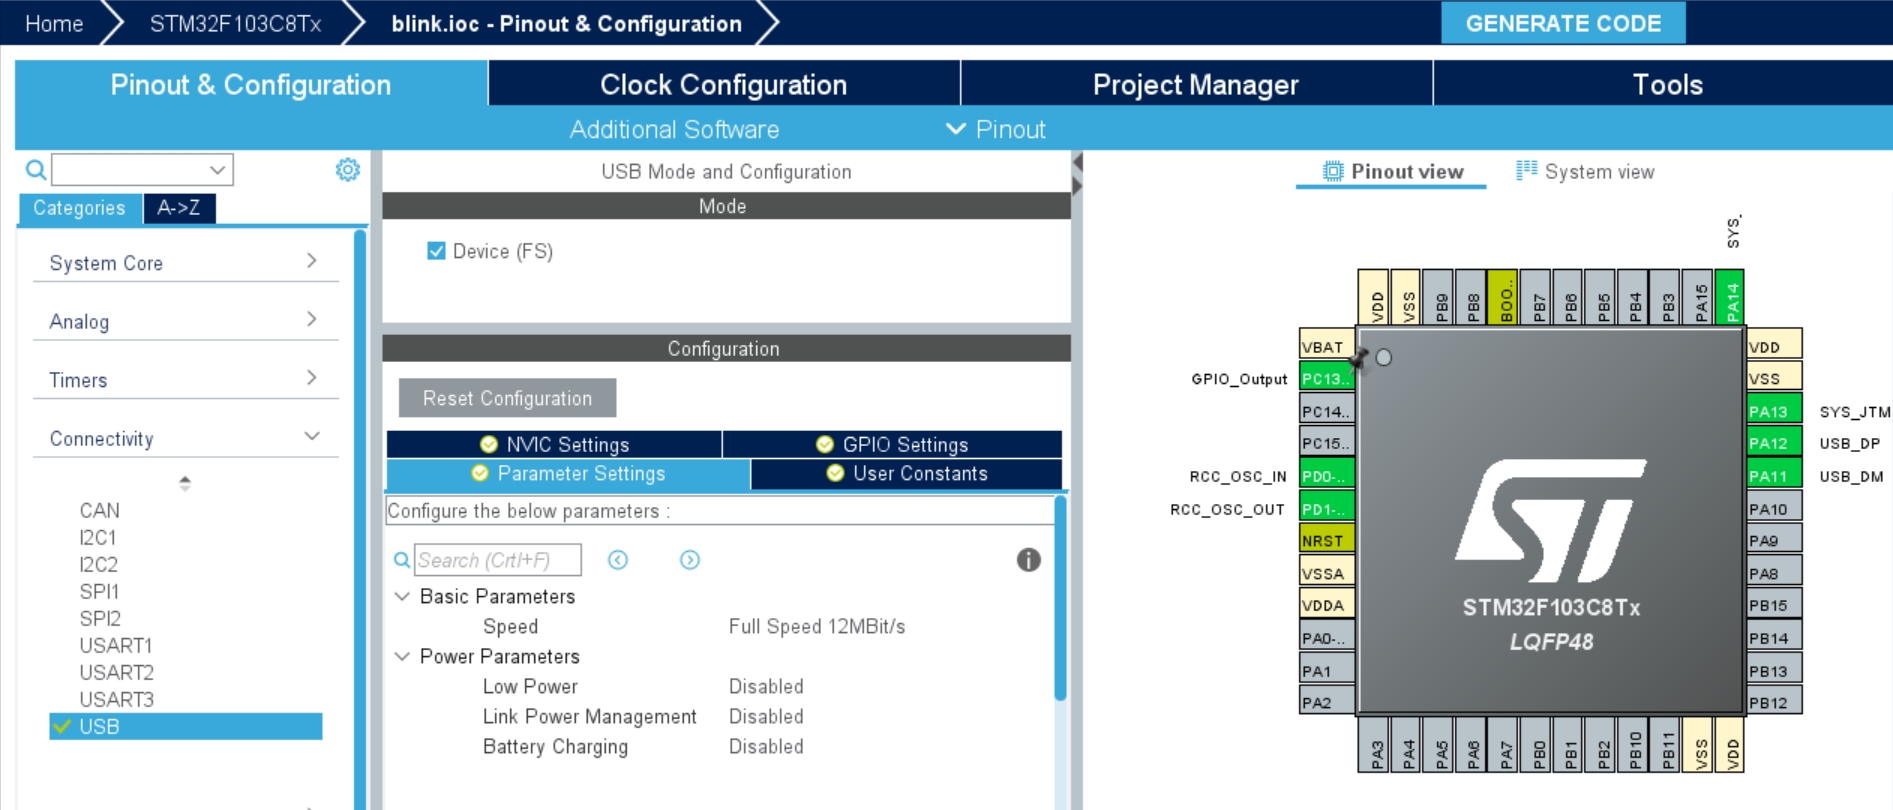 Home STM32F103C8Tx blink.ioc - Pinout & Configuration GENERATE CODE
Pinout & Configuration Clock Configuration Project Manager Tools
Additional Software Pinout
USB Mode and Configuration
Pinout view System view
Categories A->Z
Mode
System Core
Device (FS)
Analog
Configuration
Timers
Reset Configuration
Connectivity
NVIC Settings GPIO Settings
Parameter Settings User Constants
Configure the below parameters :
CAN
I2C1
I2C2
SPI1
SPI2
USART1
USART2
USART3
USB
Search (Crtl+F)
Basic Parameters
Speed Full Speed 12MBit/s
Power Parameters
Low Power Disabled
Link Power Management Disabled
Battery Charging Disabled
SYS_
VDD VSS PB9 PB8 BOO.. PB7 PB6 PB5 PB4 PB3 PA15 PA14
VBAT VDD
GPIO_Output PC13.. VSS
PC14.. PA13 SYS_JTM
PC15.. PA12 USB_DP
RCC_OSC_IN PD0-.. PA11 USB_DM
RCC_OSC_OUT PD1-.. PA10
NRST PA9
VSSA PA8
VDDA PB15
PA0-.. PB14
PA1 PB13
PA2 PB12
STM32F103C8Tx
LQFP48
PA3 PA4 PA5 PA6 PA7 PB0 PB1 PB2 PB10 PB11 VSS VDD